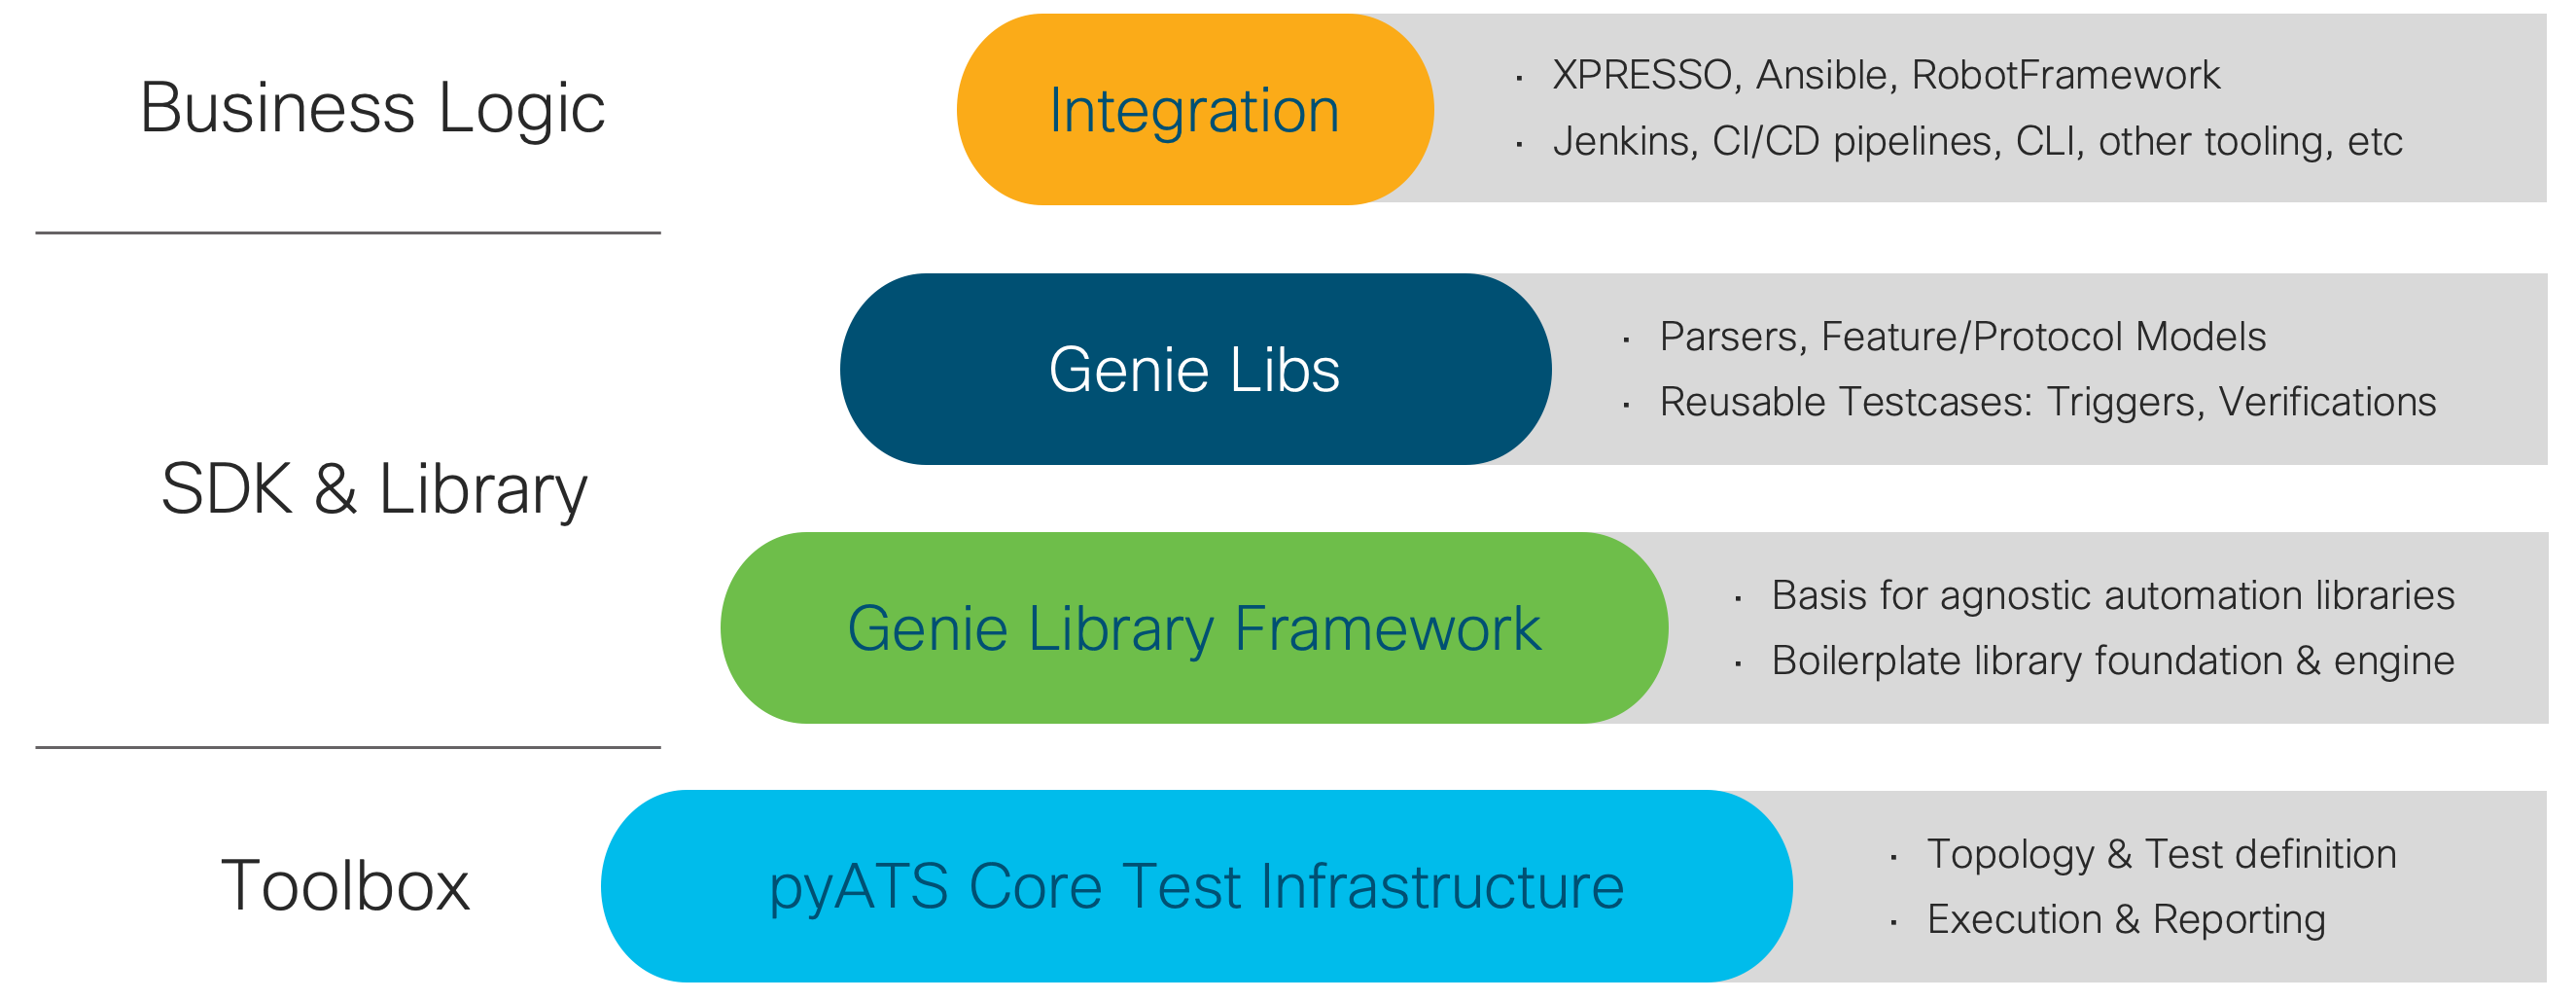 Business Logic
Integration
· XPRESSO, Ansible, RobotFramework
· Jenkins, CI/CD pipelines, CLI, other tooling, etc
SDK & Library
Genie Libs
· Parsers, Feature/Protocol Models
· Reusable Testcases: Triggers, Verifications
Genie Library Framework
· Basis for agnostic automation libraries
· Boilerplate library foundation & engine
Toolbox
pyATS Core Test Infrastructure
· Topology & Test definition
· Execution & Reporting